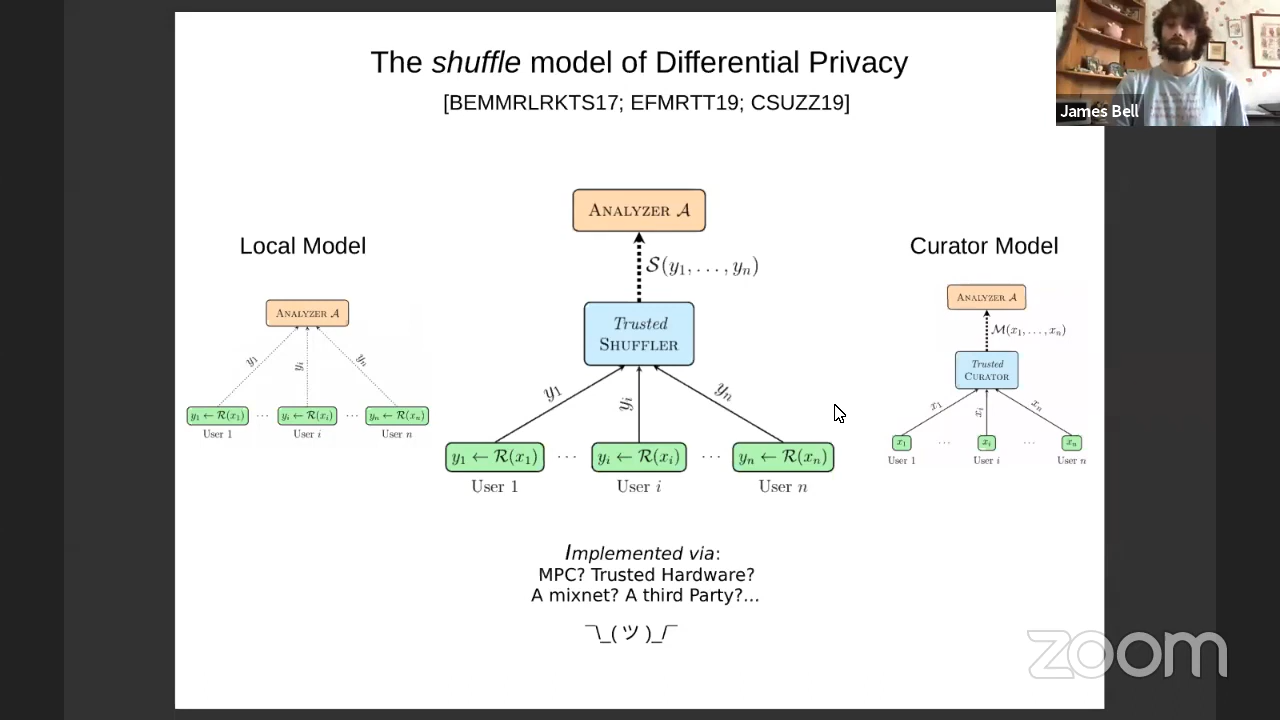 The shuffle model of Differential Privacy
[BEMMRLRKTS17; EFMRTT19; CSUZZ19]
James Bell
Local Model
ANALYZER 𝒜
y₁
yᵢ
yₙ
y₁ ← ℛ(x₁) ··· yᵢ ← ℛ(xᵢ) ··· yₙ ← ℛ(xₙ)
User 1 User i User n
ANALYZER 𝒜
𝒮(y₁, . . . , yₙ)
Trusted
SHUFFLER
y₁
yᵢ
yₙ
y₁ ← ℛ(x₁) ··· yᵢ ← ℛ(xᵢ) ··· yₙ ← ℛ(xₙ)
User 1 User i User n
Curator Model
ANALYZER 𝒜
ℳ(x₁, . . . , xₙ)
Trusted
CURATOR
x₁
xᵢ
xₙ
x₁ ··· xᵢ ··· xₙ
User 1 User i User n
Implemented via:
MPC? Trusted Hardware?
A mixnet? A third Party?...
¯\_(ツ)_/¯
zoom